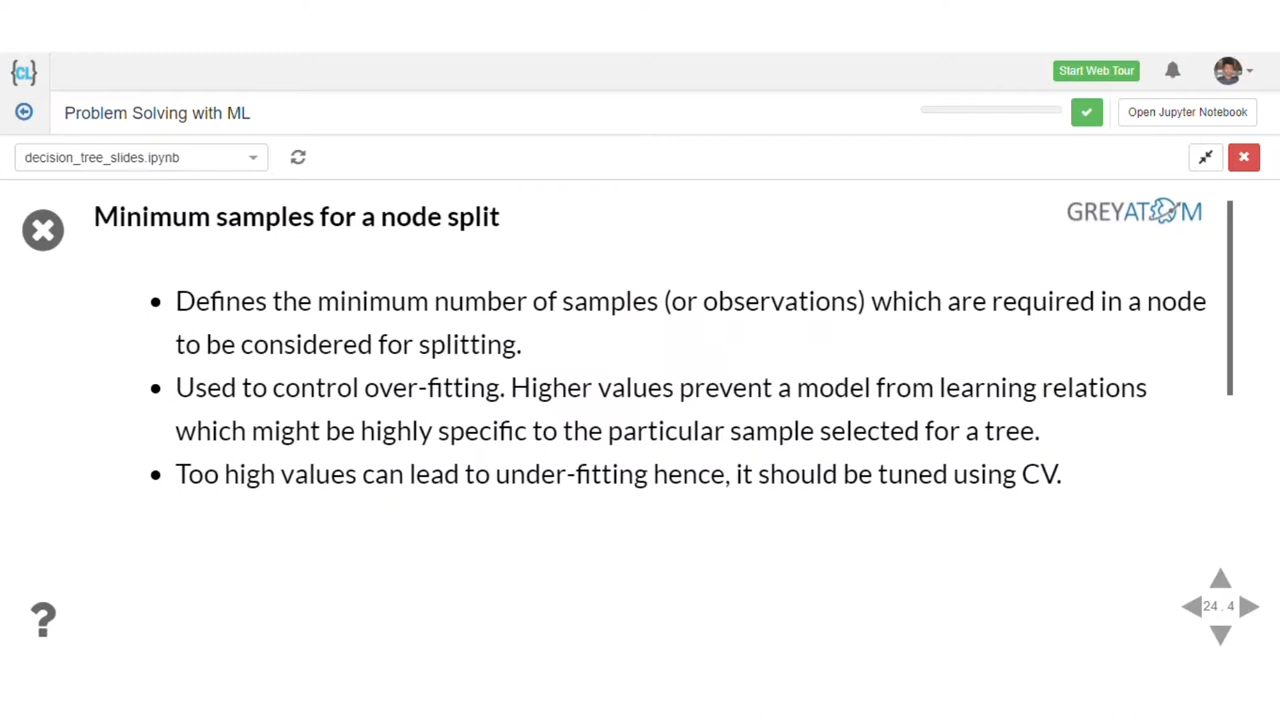 {CL}
Start Web Tour
Problem Solving with ML
Open Jupyter Notebook
decision_tree_slides.ipynb
Minimum samples for a node split
GREYATOM
• Defines the minimum number of samples (or observations) which are required in a node
to be considered for splitting.
• Used to control over-fitting. Higher values prevent a model from learning relations
which might be highly specific to the particular sample selected for a tree.
• Too high values can lead to under-fitting hence, it should be tuned using CV.
24 . 4
?